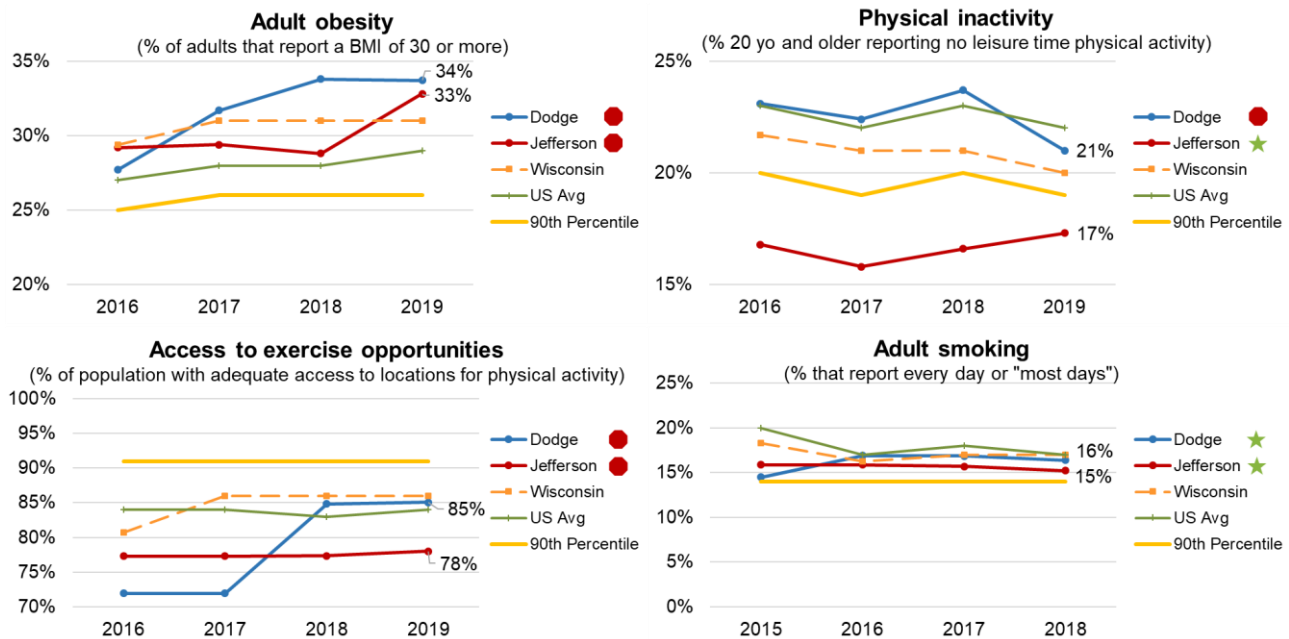 Adult obesity
(% of adults that report a BMI of 30 or more)
35%
30%
25%
20%
34%
33%
2016 2017 2018 2019
Dodge
Jefferson
Wisconsin
US Avg
90th Percentile
Physical inactivity
(% 20 yo and older reporting no leisure time physical activity)
25%
20%
15%
21%
17%
2016 2017 2018 2019
Dodge
Jefferson
Wisconsin
US Avg
90th Percentile
Access to exercise opportunities
(% of population with adequate access to locations for physical activity)
100%
95%
90%
85%
80%
75%
70%
85%
78%
2016 2017 2018 2019
Dodge
Jefferson
Wisconsin
US Avg
90th Percentile
Adult smoking
(% that report every day or "most days")
25%
20%
15%
10%
5%
0%
16%
15%
2015 2016 2017 2018
Dodge
Jefferson
Wisconsin
US Avg
90th Percentile